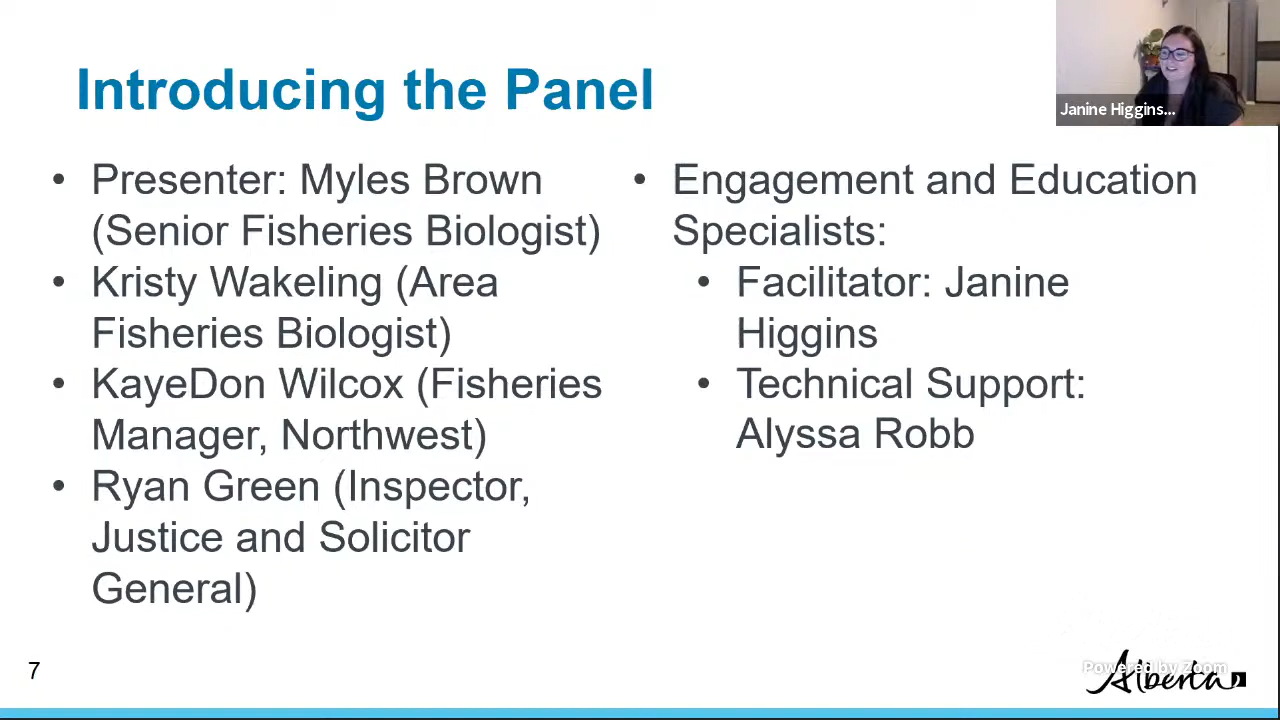 Introducing the Panel
Janine Higgins...
• Presenter: Myles Brown
(Senior Fisheries Biologist)
• Kristy Wakeling (Area
Fisheries Biologist)
• KayeDon Wilcox (Fisheries
Manager, Northwest)
• Ryan Green (Inspector,
Justice and Solicitor
General)
• Engagement and Education
Specialists:
• Facilitator: Janine
Higgins
• Technical Support:
Alyssa Robb
7
Powered by Zoom
Alberta